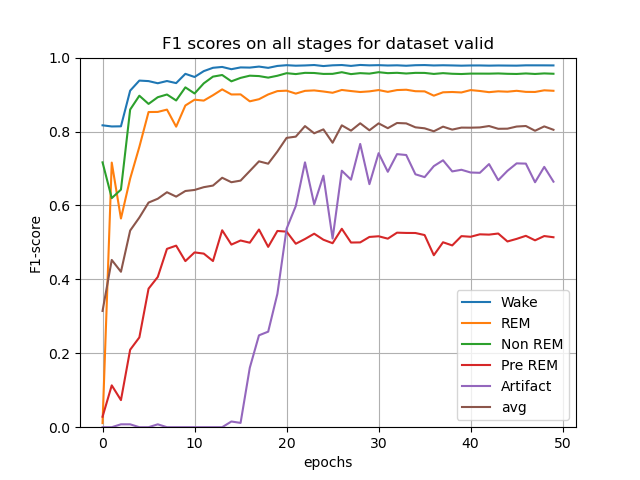 F1 scores on all stages for dataset valid
1.0
0.8
0.6
0.4
0.2
0.0
F1-score
0 10 20 30 40 50
epochs
Wake
REM
Non REM
Pre REM
Artifact
avg